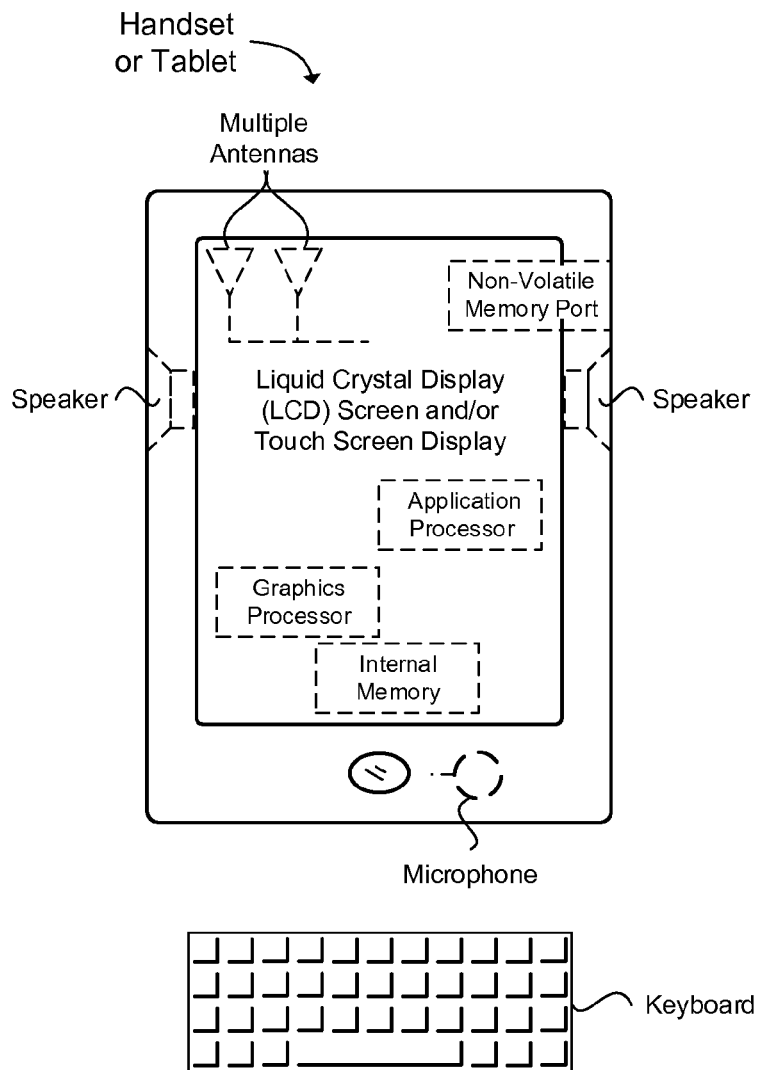 Handset
or Tablet
Multiple
Antennas
Non-Volatile
Memory Port
Speaker
Liquid Crystal Display
(LCD) Screen and/or
Touch Screen Display
Speaker
Application
Processor
Graphics
Processor
Internal
Memory
Microphone
Keyboard